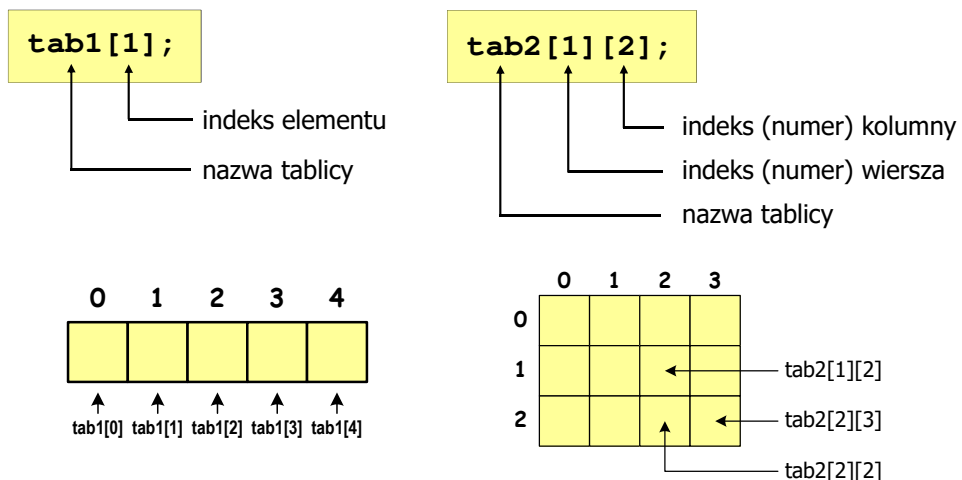 tab1[1];
indeks elementu
nazwa tablicy
tab2[1][2];
indeks (numer) kolumny
indeks (numer) wiersza
nazwa tablicy
0 1 2 3 4
tab1[0] tab1[1] tab1[2] tab1[3] tab1[4]
0 1 2 3
0
1
tab2[1][2]
2
tab2[2][3]
tab2[2][2]